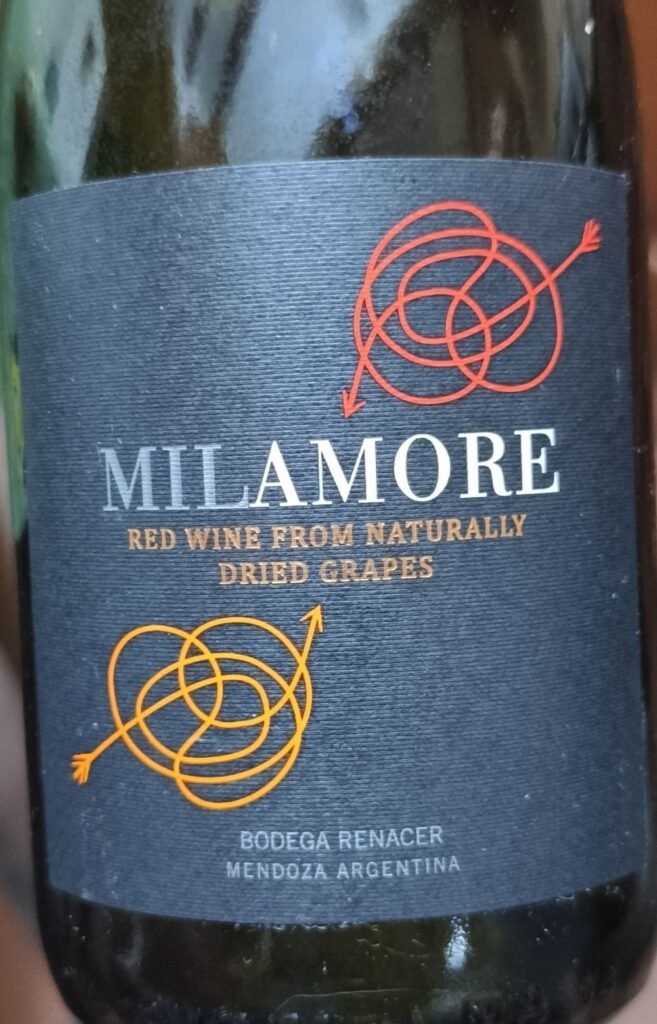 MILAMORE
RED WINE FROM NATURALLY
DRIED GRAPES
BODEGA RENACER
MENDOZA ARGENTINA